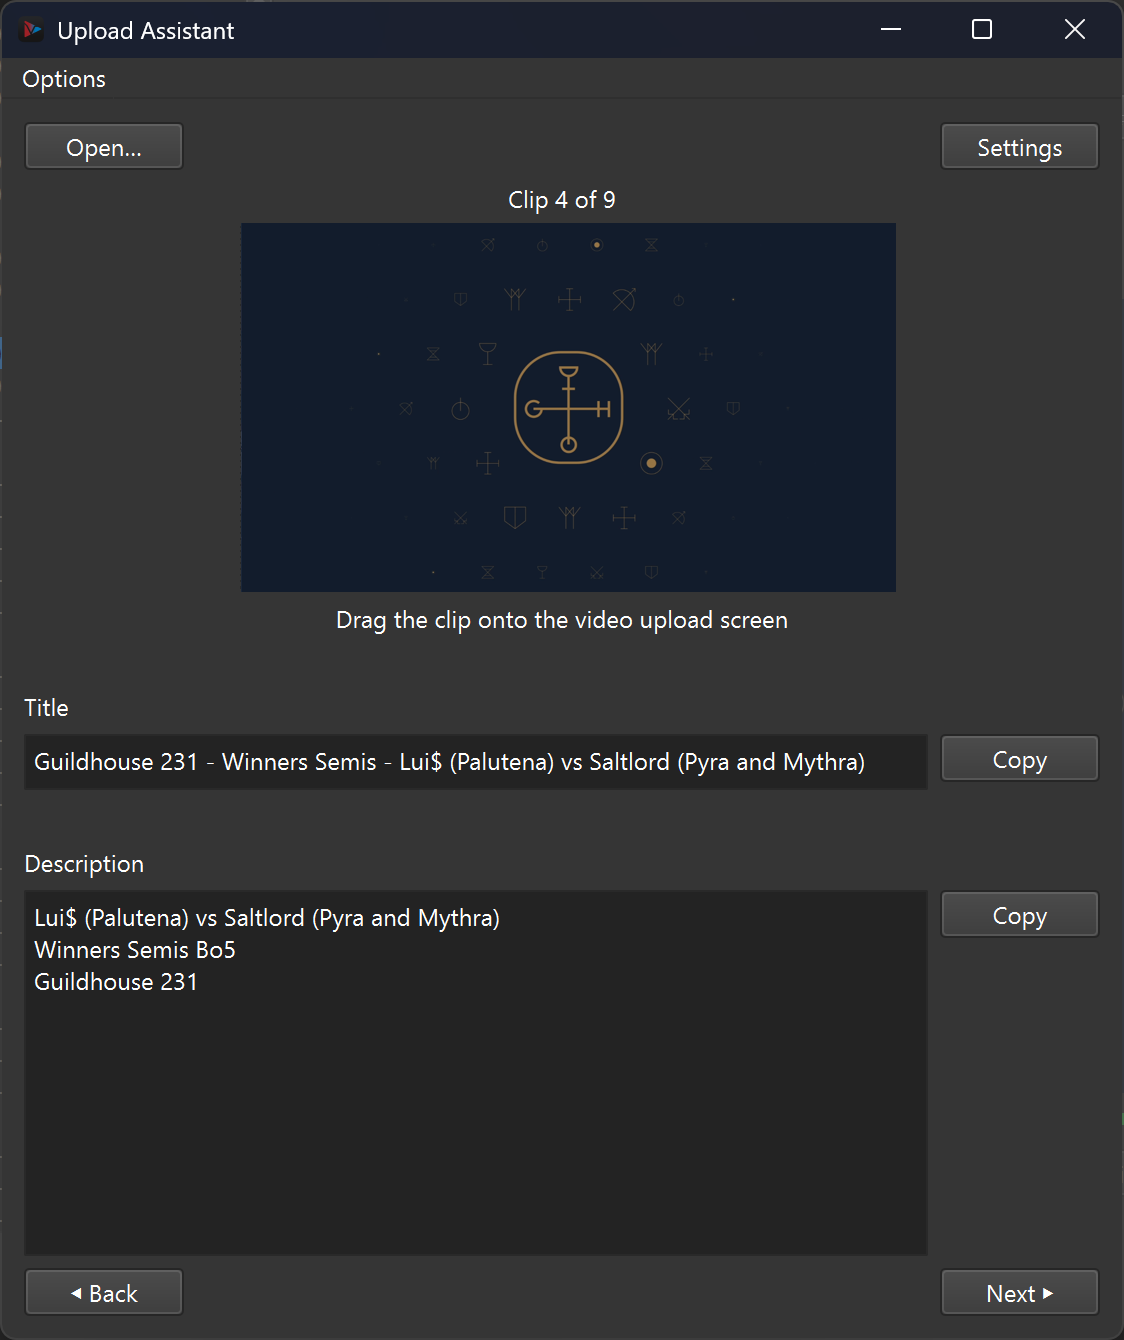 Upload Assistant
Options
Open...
Settings
Clip 4 of 9
G H
Drag the clip onto the video upload screen
Title
Guildhouse 231 - Winners Semis - Lui$ (Palutena) vs Saltlord (Pyra and Mythra)
Copy
Description
Lui$ (Palutena) vs Saltlord (Pyra and Mythra)
Winners Semis Bo5
Guildhouse 231
Copy
Back
Next